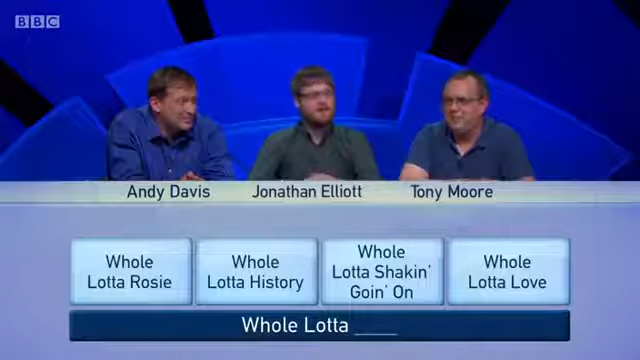 BBC
Andy Davis
Jonathan Elliott
Tony Moore
Whole
Lotta Rosie
Whole
Lotta History
Whole
Lotta Shakin'
Goin' On
Whole
Lotta Love
Whole Lotta ____